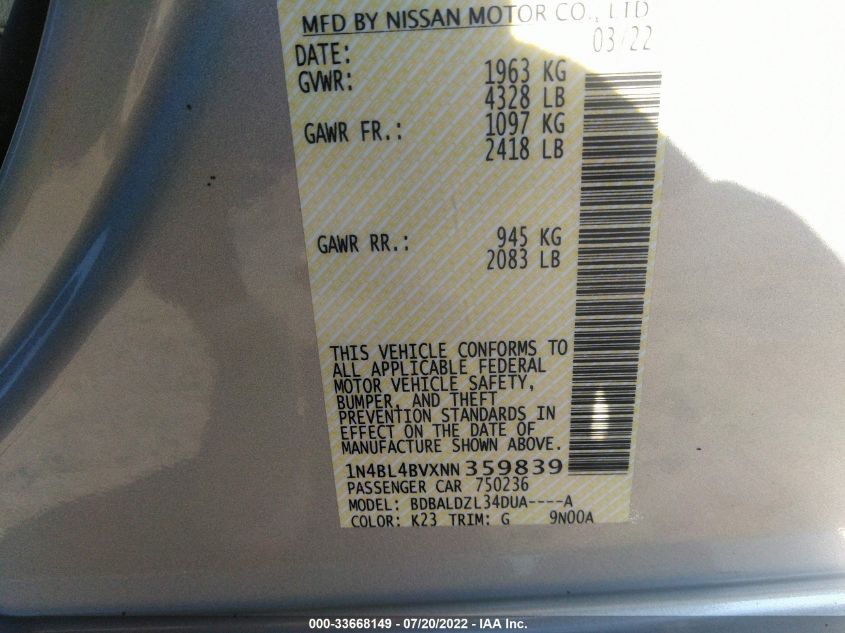 MFD BY NISSAN MOTOR CO., LTD
DATE: 03/22
GVWR: 1963 KG
4328 LB
GAWR FR.: 1097 KG
2418 LB
GAWR RR.: 945 KG
2083 LB
THIS VEHICLE CONFORMS TO
ALL APPLICABLE FEDERAL
MOTOR VEHICLE SAFETY,
BUMPER, AND THEFT
PREVENTION STANDARDS IN
EFFECT ON THE DATE OF
MANUFACTURE SHOWN ABOVE.
1N4BL4BVXNN359839
PASSENGER CAR 750236
MODEL: BDBALDZL34DUA----A
COLOR: K23 TRIM: G 9N00A
000-33668149 - 07/20/2022 - IAA Inc.